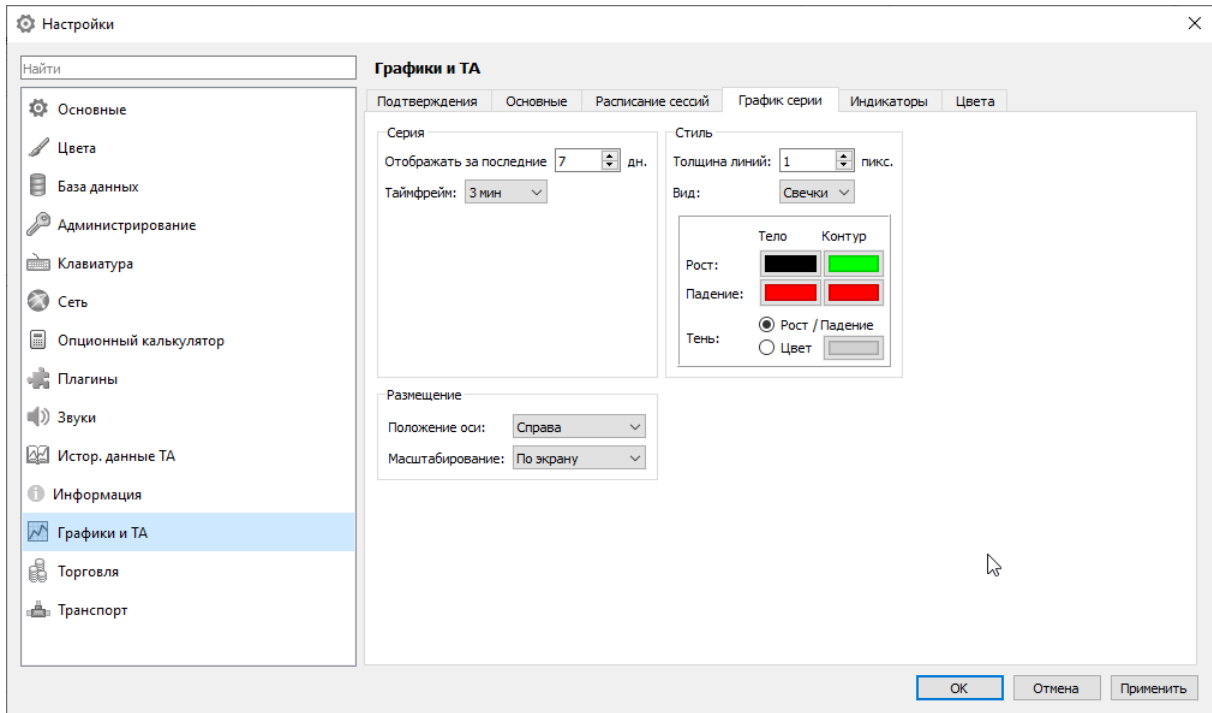 Настройки
Найти
Основные
Цвета
База данных
Администрирование
Клавиатура
Сеть
Опционный калькулятор
Плагины
Звуки
Истор. данные ТА
Информация
Графики и ТА
Торговля
Транспорт
Графики и ТА
Подтверждения Основные Расписание сессий График серии Индикаторы Цвета
Серия
Отображать за последние 7 дн.
Таймфрейм: 3 мин
Стиль
Толщина линий: 1 пикс.
Вид: Свечки
Тело Контур
Рост:
Падение:
Тень: Рост / Падение
Цвет
Размещение
Положение оси: Справа
Масштабирование: По экрану
OK Отмена Применить